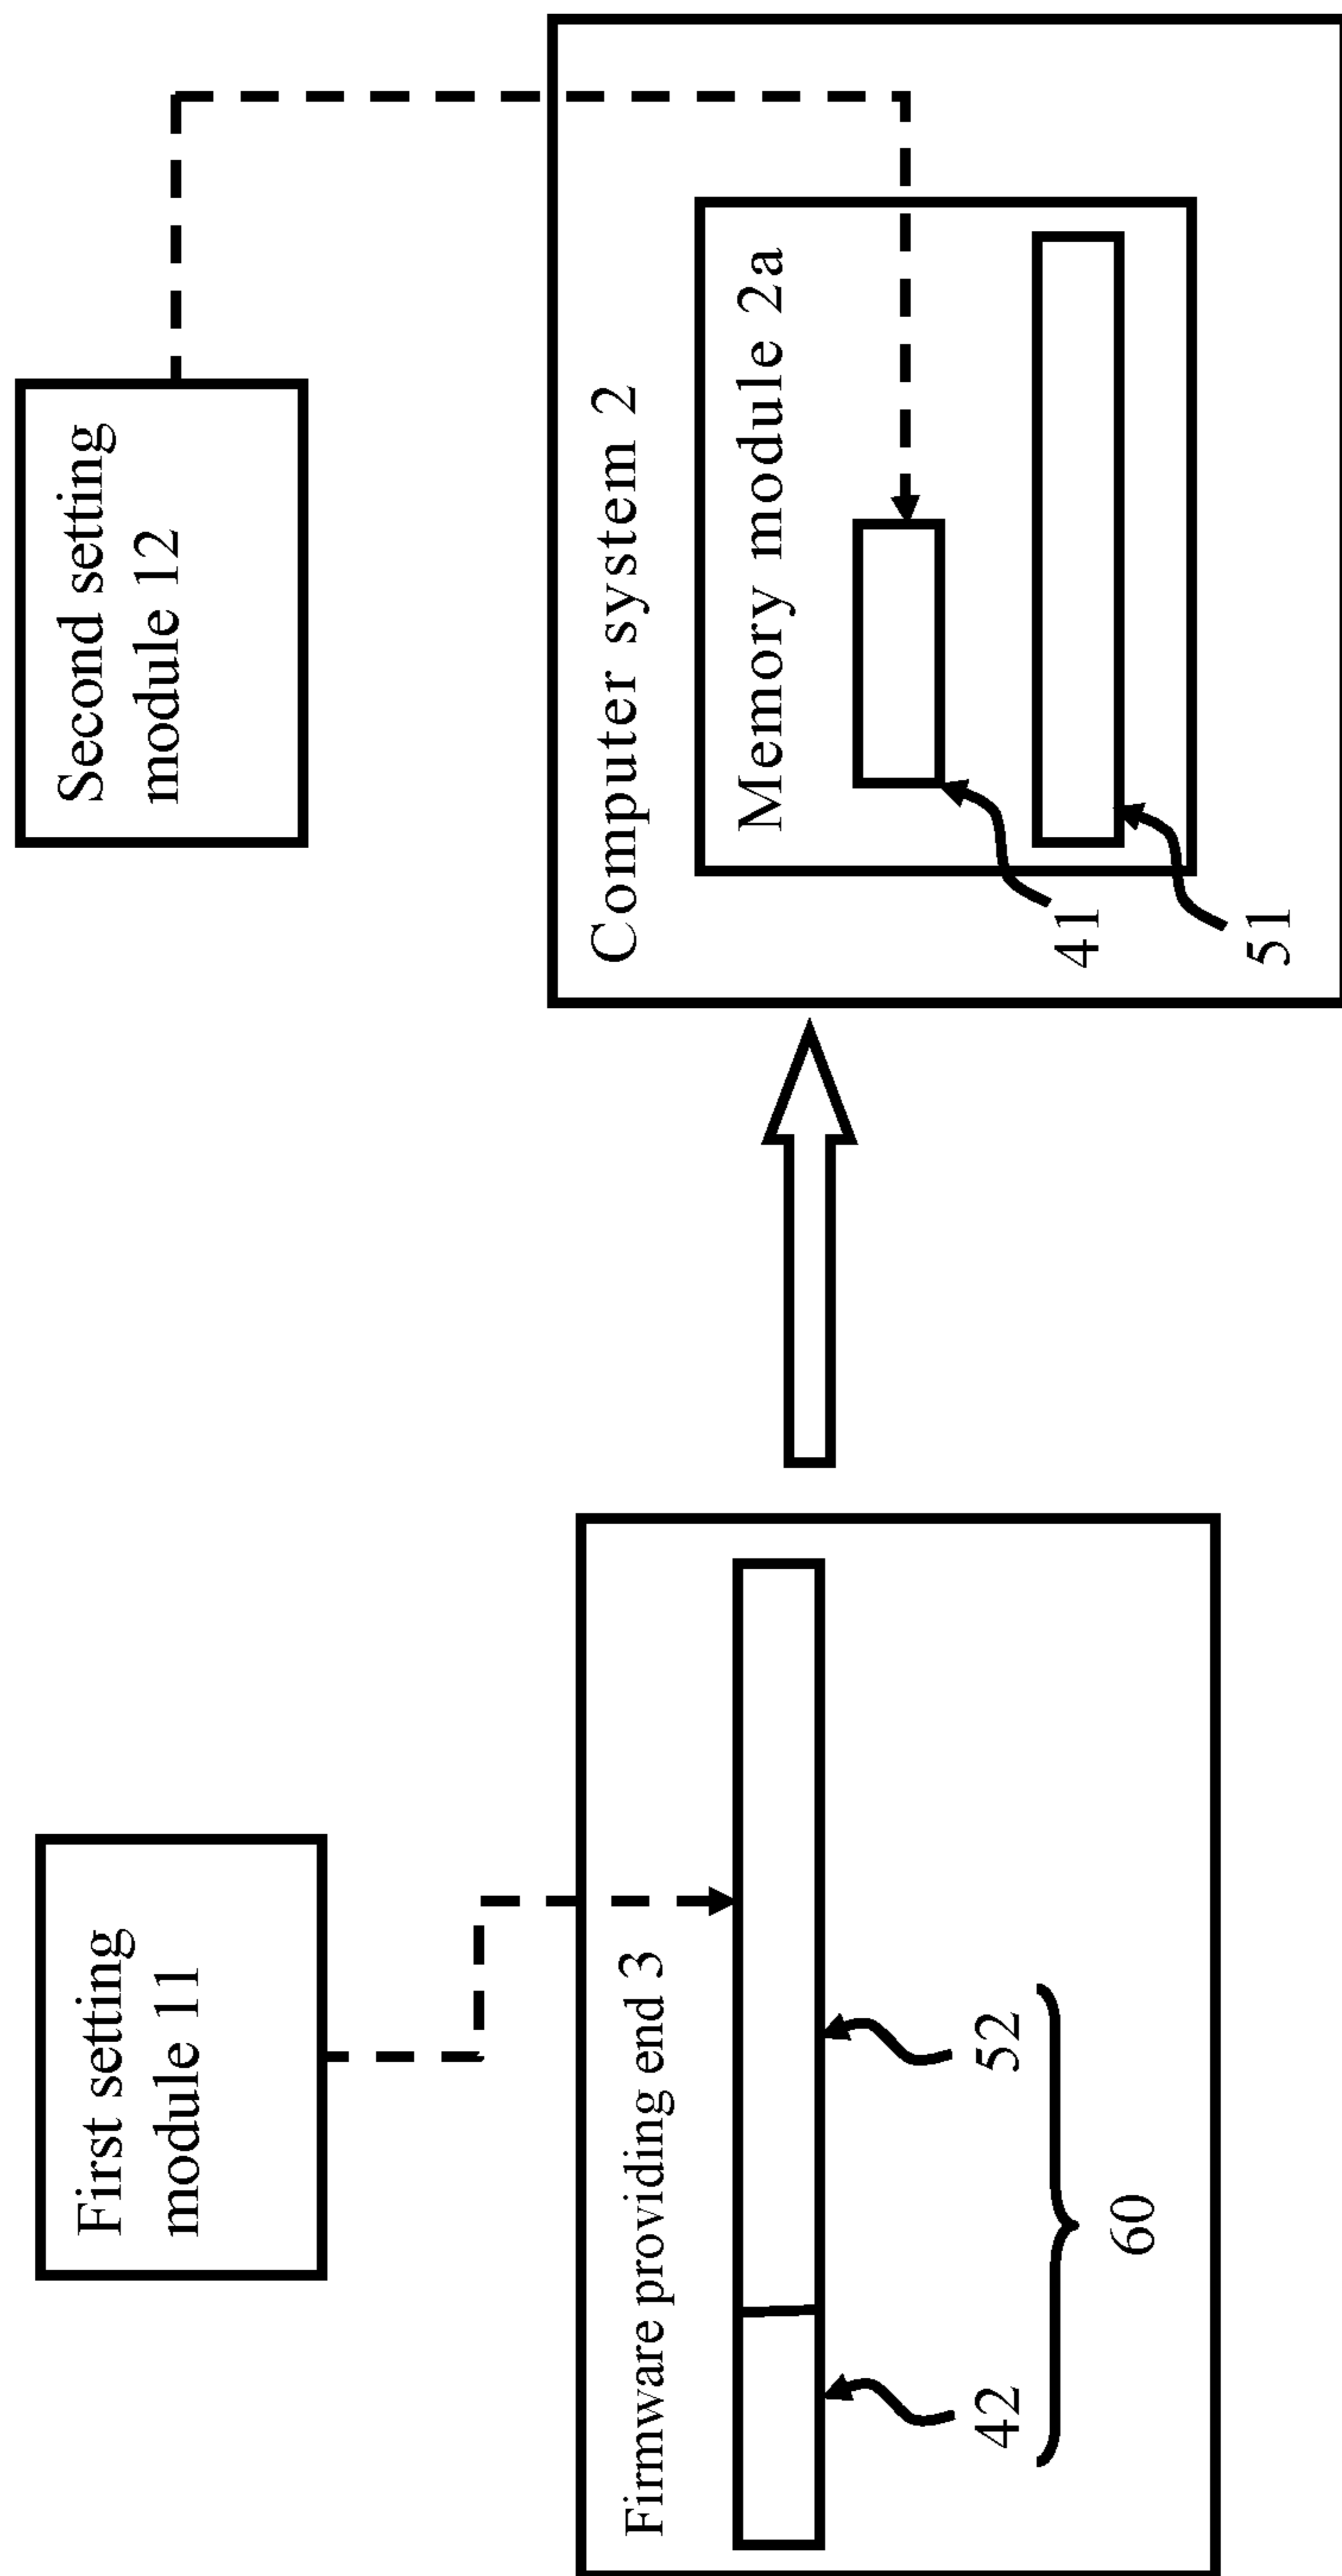 First setting
module 11
Second setting
module 12
Firmware providing end 3
42
52
60
Computer system 2
Memory module 2a
41
51